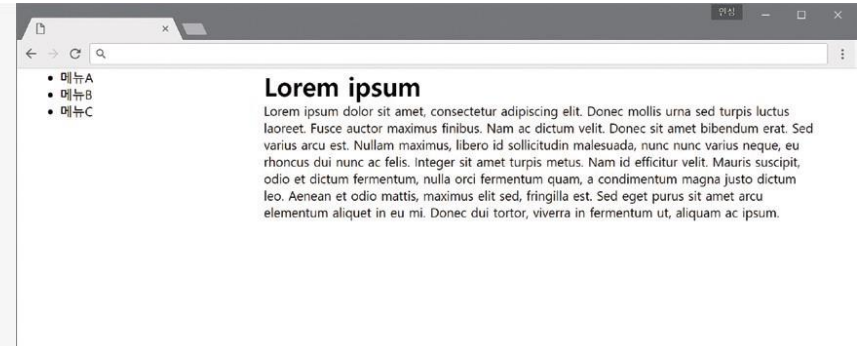 메뉴A
메뉴B
메뉴C
Lorem ipsum
Lorem ipsum dolor sit amet, consectetur adipiscing elit. Donec mollis urna sed turpis luctus
laoreet. Fusce auctor maximus finibus. Nam ac dictum velit. Donec sit amet bibendum erat. Sed
varius arcu est. Nullam maximus, libero id sollicitudin malesuada, nunc nunc varius neque, eu
rhoncus dui nunc ac felis. Integer sit amet turpis metus. Nam id efficitur velit. Mauris suscipit,
odio et dictum fermentum, nulla orci fermentum quam, a condimentum magna justo dictum
leo. Aenean et odio mattis, maximus elit sed, fringilla est. Sed eget purus sit amet arcu
elementum aliquet in eu mi. Donec dui tortor, viverra in fermentum ut, aliquam ac ipsum.